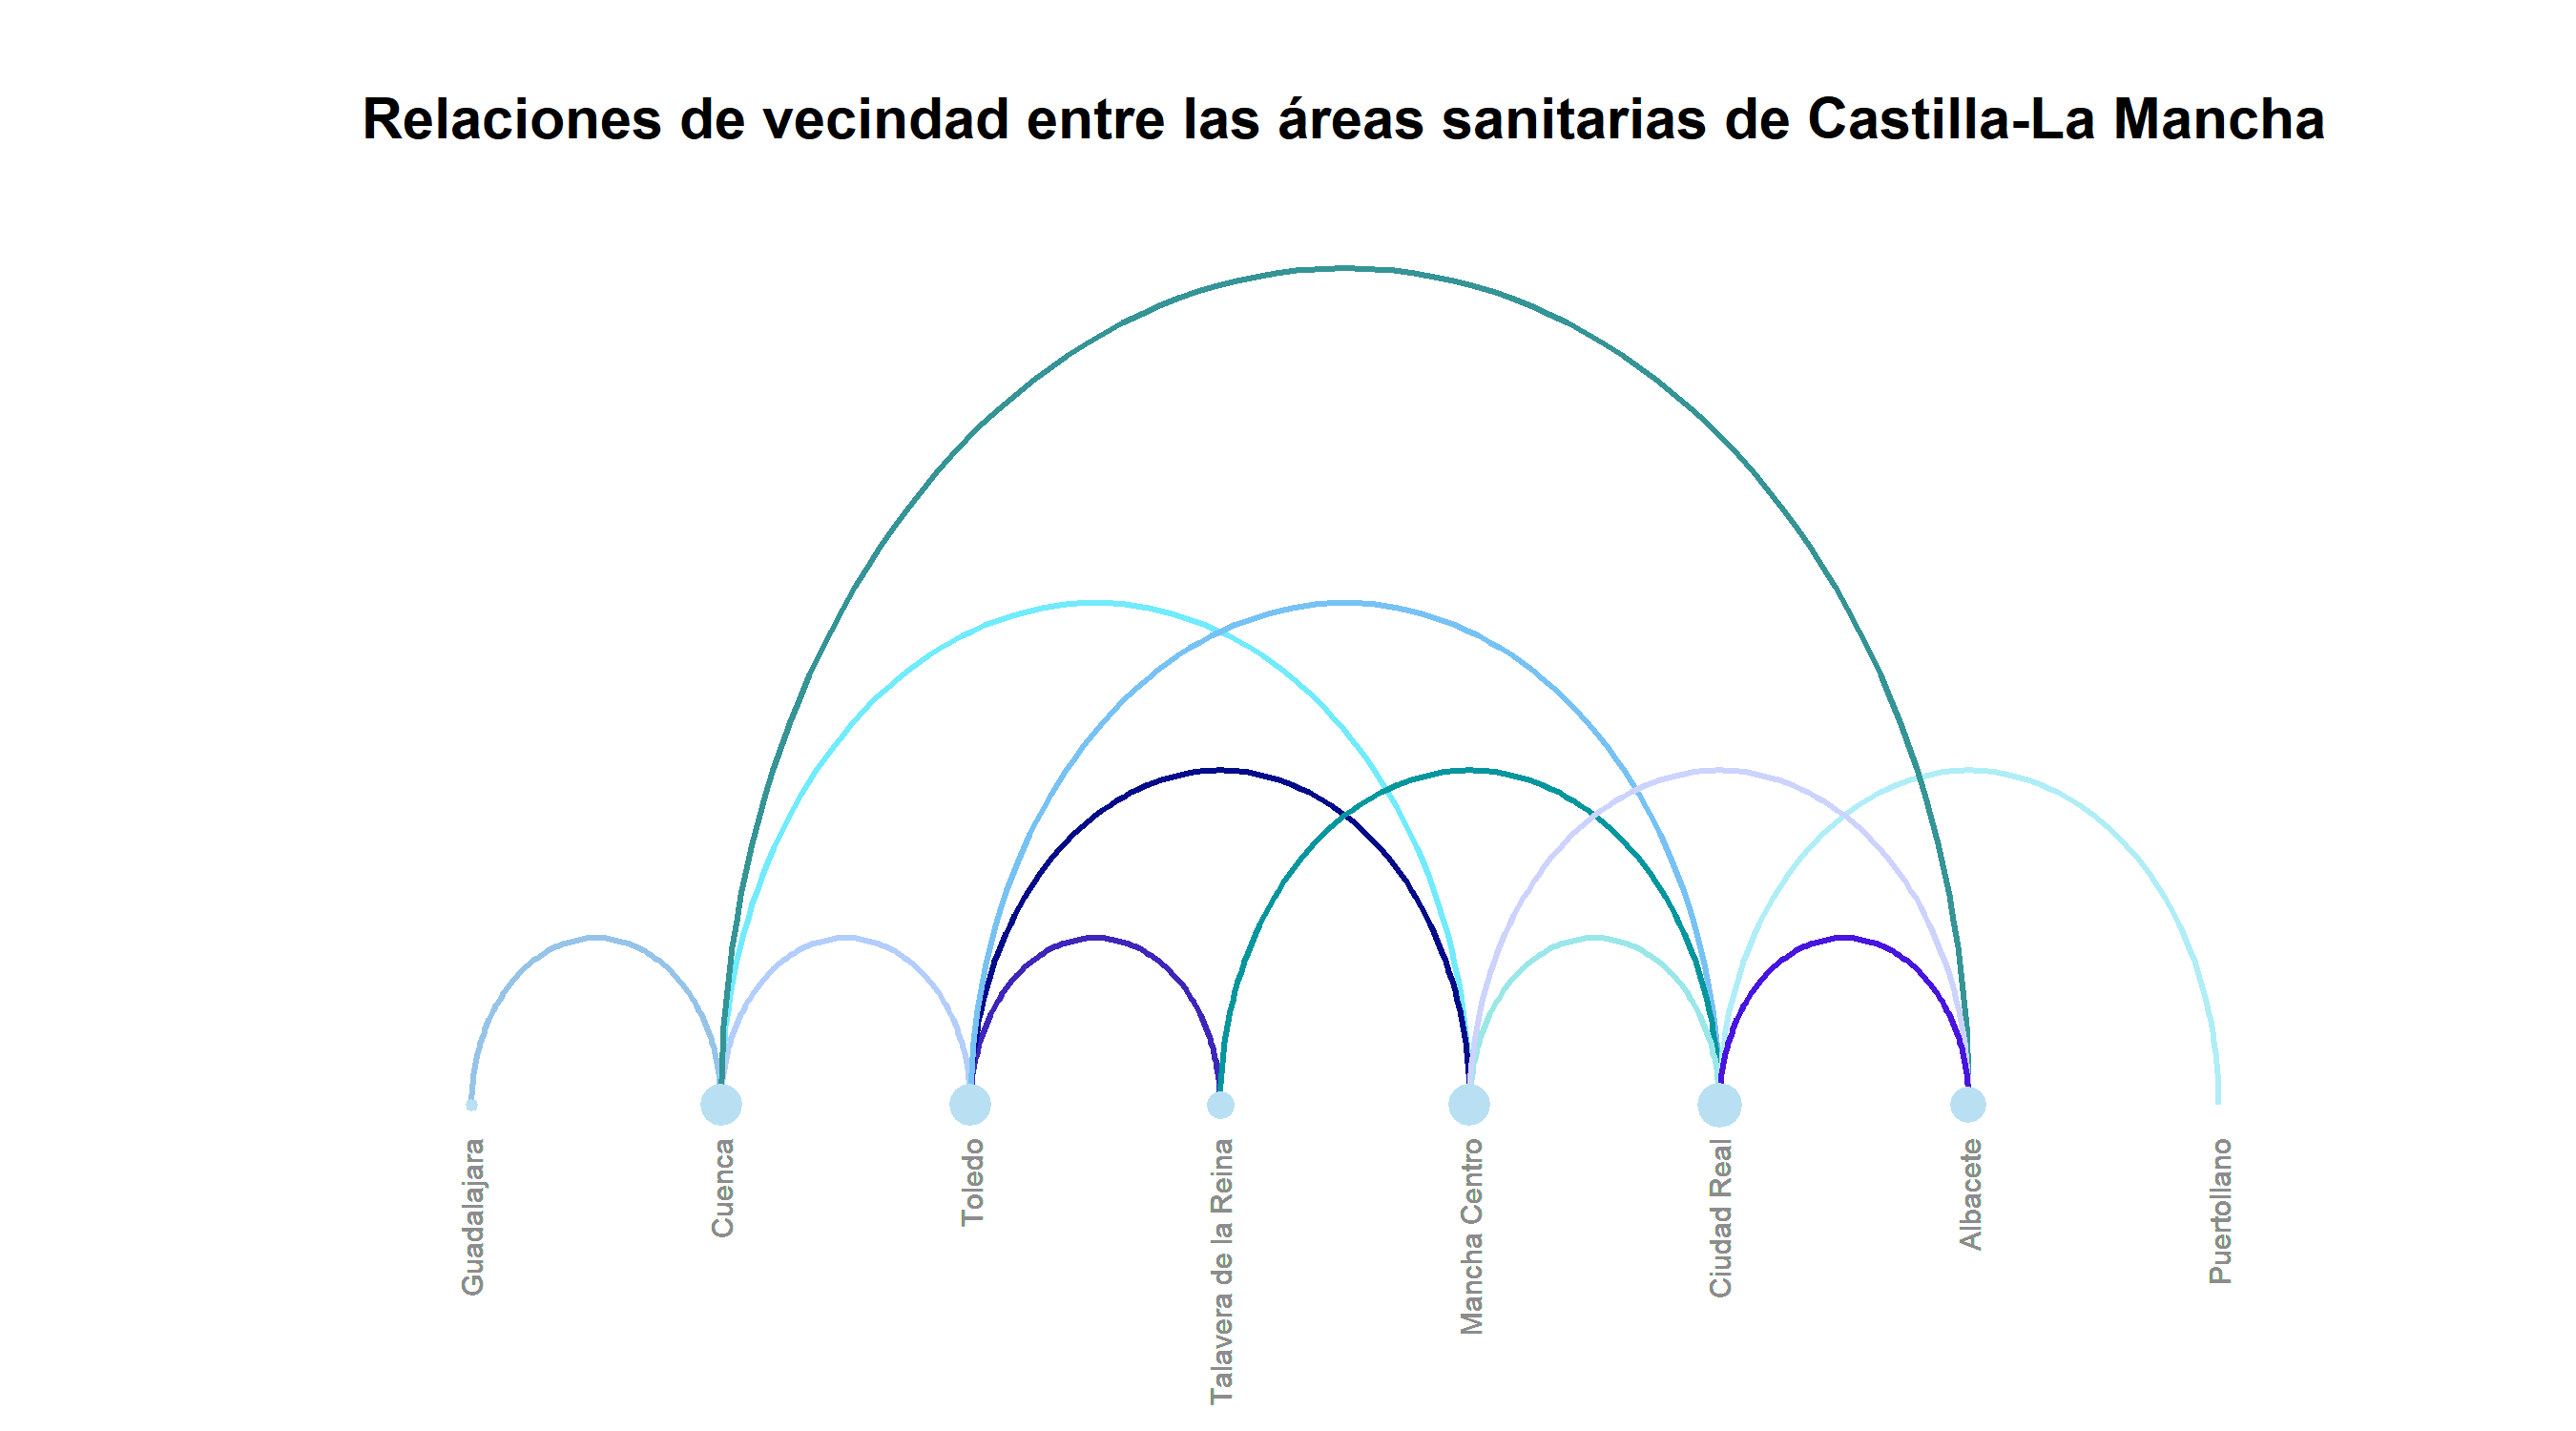 Relaciones de vecindad entre las áreas sanitarias de Castilla-La Mancha
Guadalajara
Cuenca
Toledo
Talavera de la Reina
Mancha Centro
Ciudad Real
Albacete
Puertollano